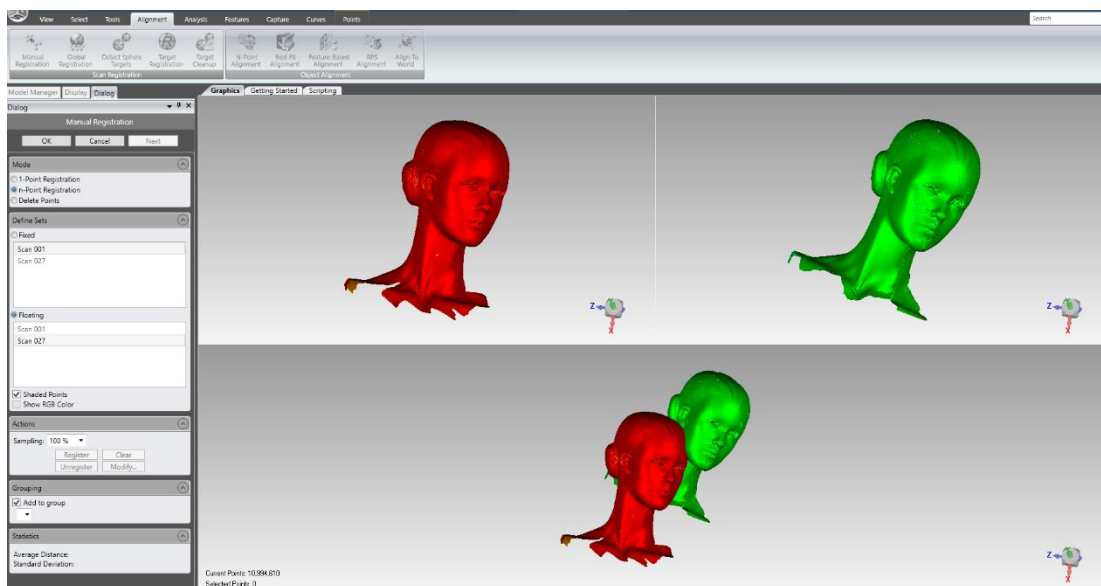 View Select Tools Alignment Analysis Features Capture Curves Points
Search
Manual Registration
Global Registration
Detect Sphere Targets
Target Registration
Target Cleanup
N-Point Alignment
Best Fit Alignment
Feature-Based Alignment
RPS Alignment
Align To World
Scan Registration
Object Alignment
Model Manager Display Dialog
Graphics Getting Started Scripting
Dialog
Manual Registration
OK Cancel Next
Mode
1-Point Registration
n-Point Registration
Delete Points
Define Sets
Fixed
Scan 001
Scan 027
Floating
Scan 001
Scan 027
Shaded Points
Show RGB Color
Actions
Sampling: 100 %
Register Clear
Unregister Modify...
Grouping
Add to group
Statistics
Average Distance:
Standard Deviation:
Z
X
Z
X
Z
X
Current Points: 10,994,610
Selected Points: 0